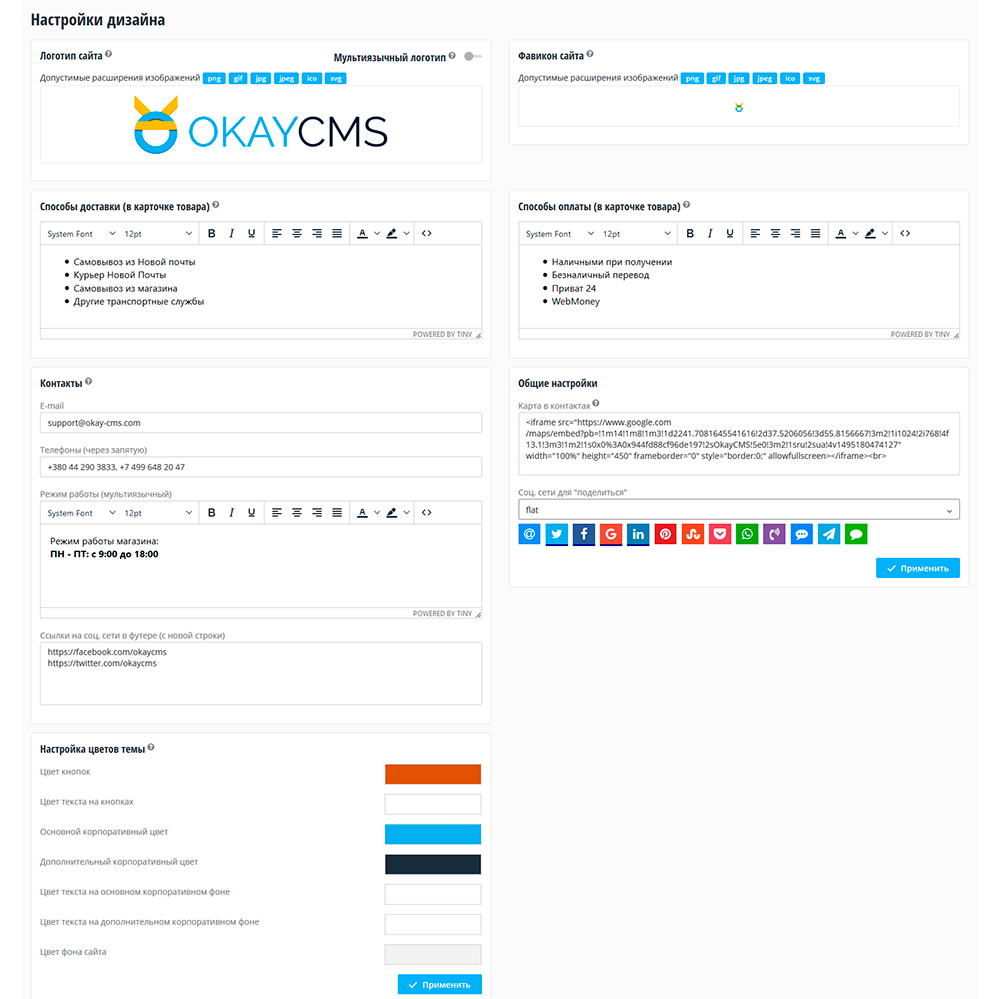 Настройки дизайна
Логотип сайта ?
Мультиязычный логотип ?
Допустимые расширения изображений png gif jpg jpeg ico svg
OKAYCMS
Фавикон сайта ?
Допустимые расширения изображений png gif jpg jpeg ico svg
Способы доставки (в карточке товара) ?
System Font 12pt B I U A <>
Самовывоз из Новой почты
Курьер Новой Почты
Самовывоз из магазина
Другие транспортные службы
POWERED BY TINY
Способы оплаты (в карточке товара) ?
System Font 12pt B I U A <>
Наличными при получении
Безналичный перевод
Приват 24
WebMoney
POWERED BY TINY
Контакты ?
E-mail
support@okay-cms.com
Телефоны (через запятую)
+380 44 290 3833, +7 499 648 20 47
Режим работы (мультиязычный)
System Font 12pt B I U A <>
Режим работы магазина:
ПН - ПТ: с 9:00 до 18:00
POWERED BY TINY
Ссылки на соц. сети в футере (с новой строки)
https://facebook.com/okaycms
https://twitter.com/okaycms
Общие настройки
Карта в контактах ?
<iframe src="https://www.google.com
/maps/embed?pb=!1m14!1m8!1m3!1d2241.7081645541616!2d37.5206056!3d55.8156667!3m2!1i1024!2i768!4f
13.1!3m3!1m2!1s0x0%3A0x944fd88cf96de197!2sOkayCMS!5e0!3m2!1sru!2sua!4v1495180474127"
width="100%" height="450" frameborder="0" style="border:0;" allowfullscreen></iframe><br>
Соц. сети для "поделиться"
flat
Применить
Настройка цветов темы ?
Цвет кнопок
Цвет текста на кнопках
Основной корпоративный цвет
Дополнительный корпоративный цвет
Цвет текста на основном корпоративном фоне
Цвет текста на дополнительном корпоративном фоне
Цвет фона сайта
Применить